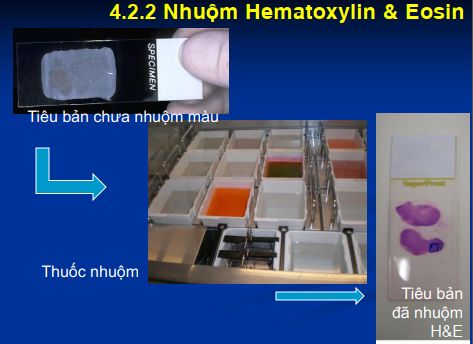 4.2.2 Nhuộm Hematoxylin & Eosin
SPECIMEN
Tiêu bản chưa nhuộm màu
SuperFrost
Thuốc nhuộm
Tiêu bản
đã nhuộm
H&E